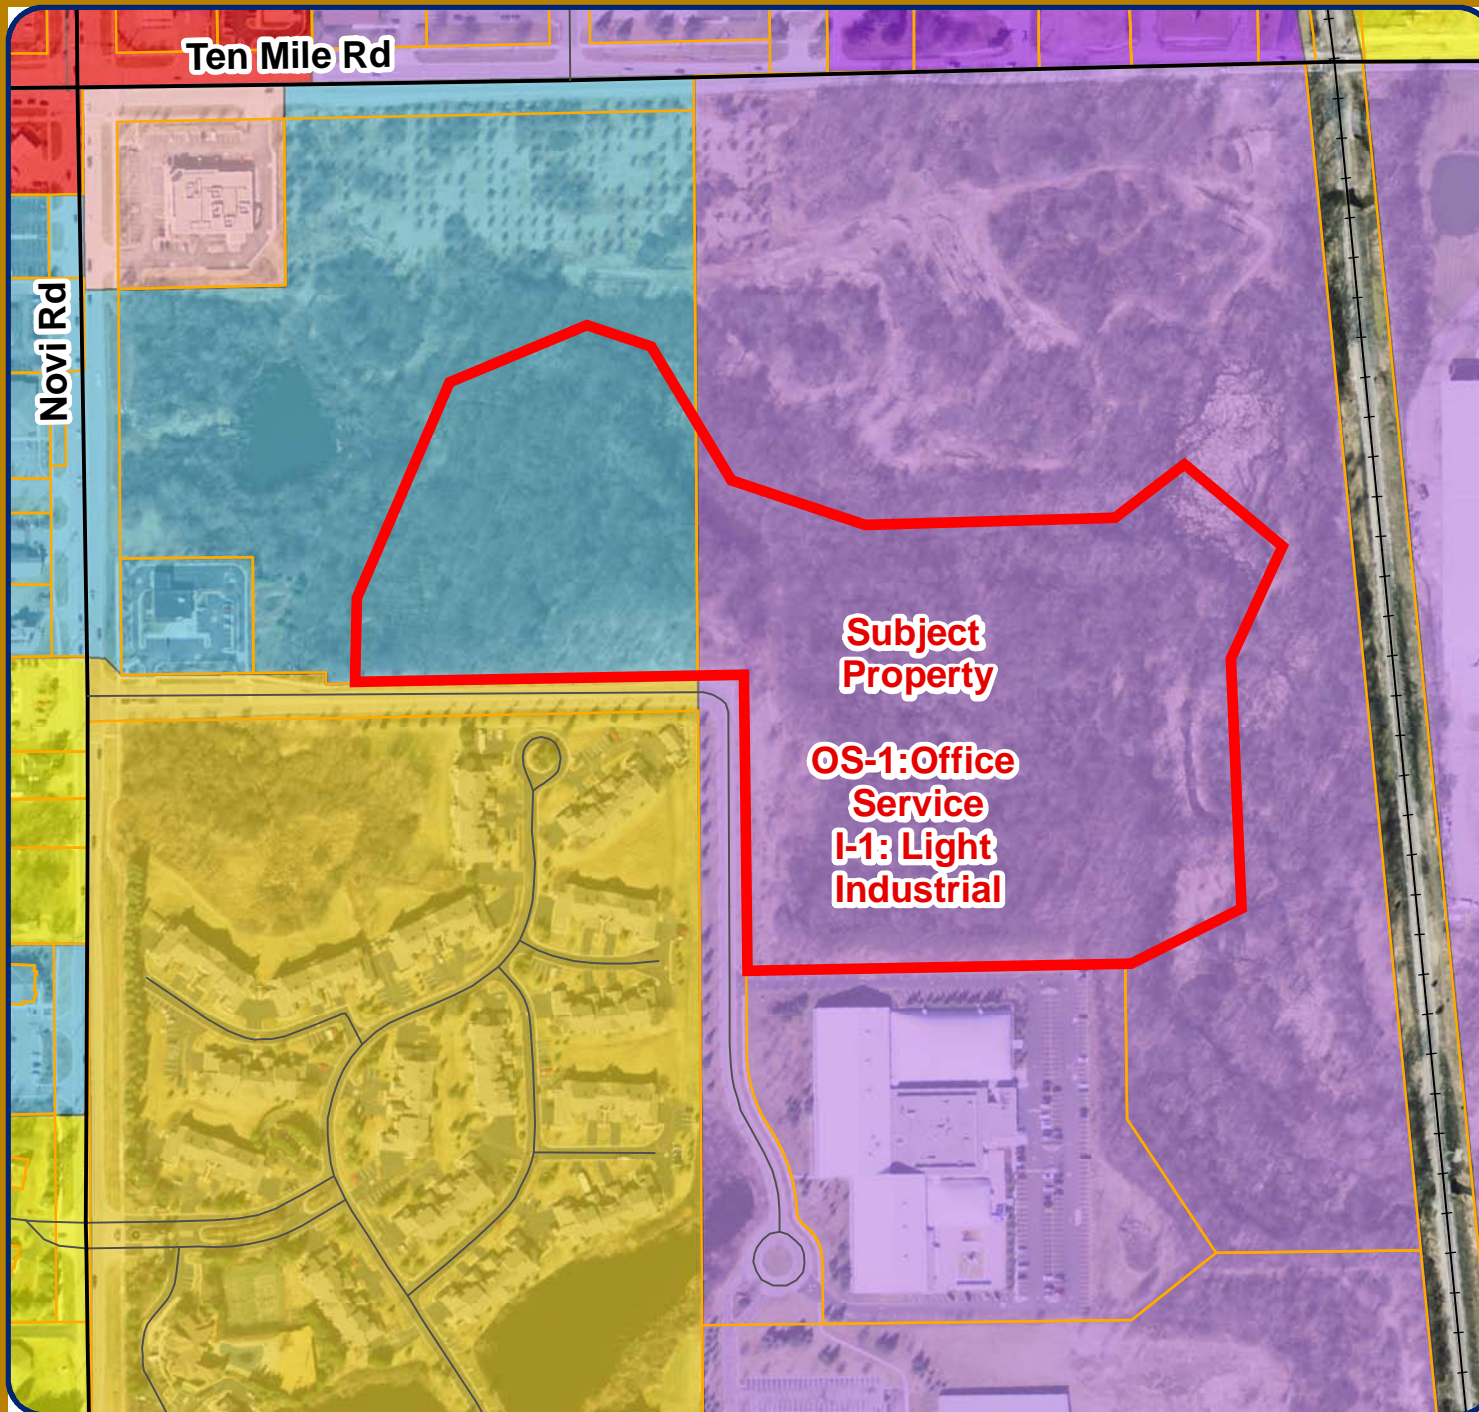 Ten Mile Rd
Novi Rd
Subject
Property
OS-1:Office
Service
I-1: Light
Industrial